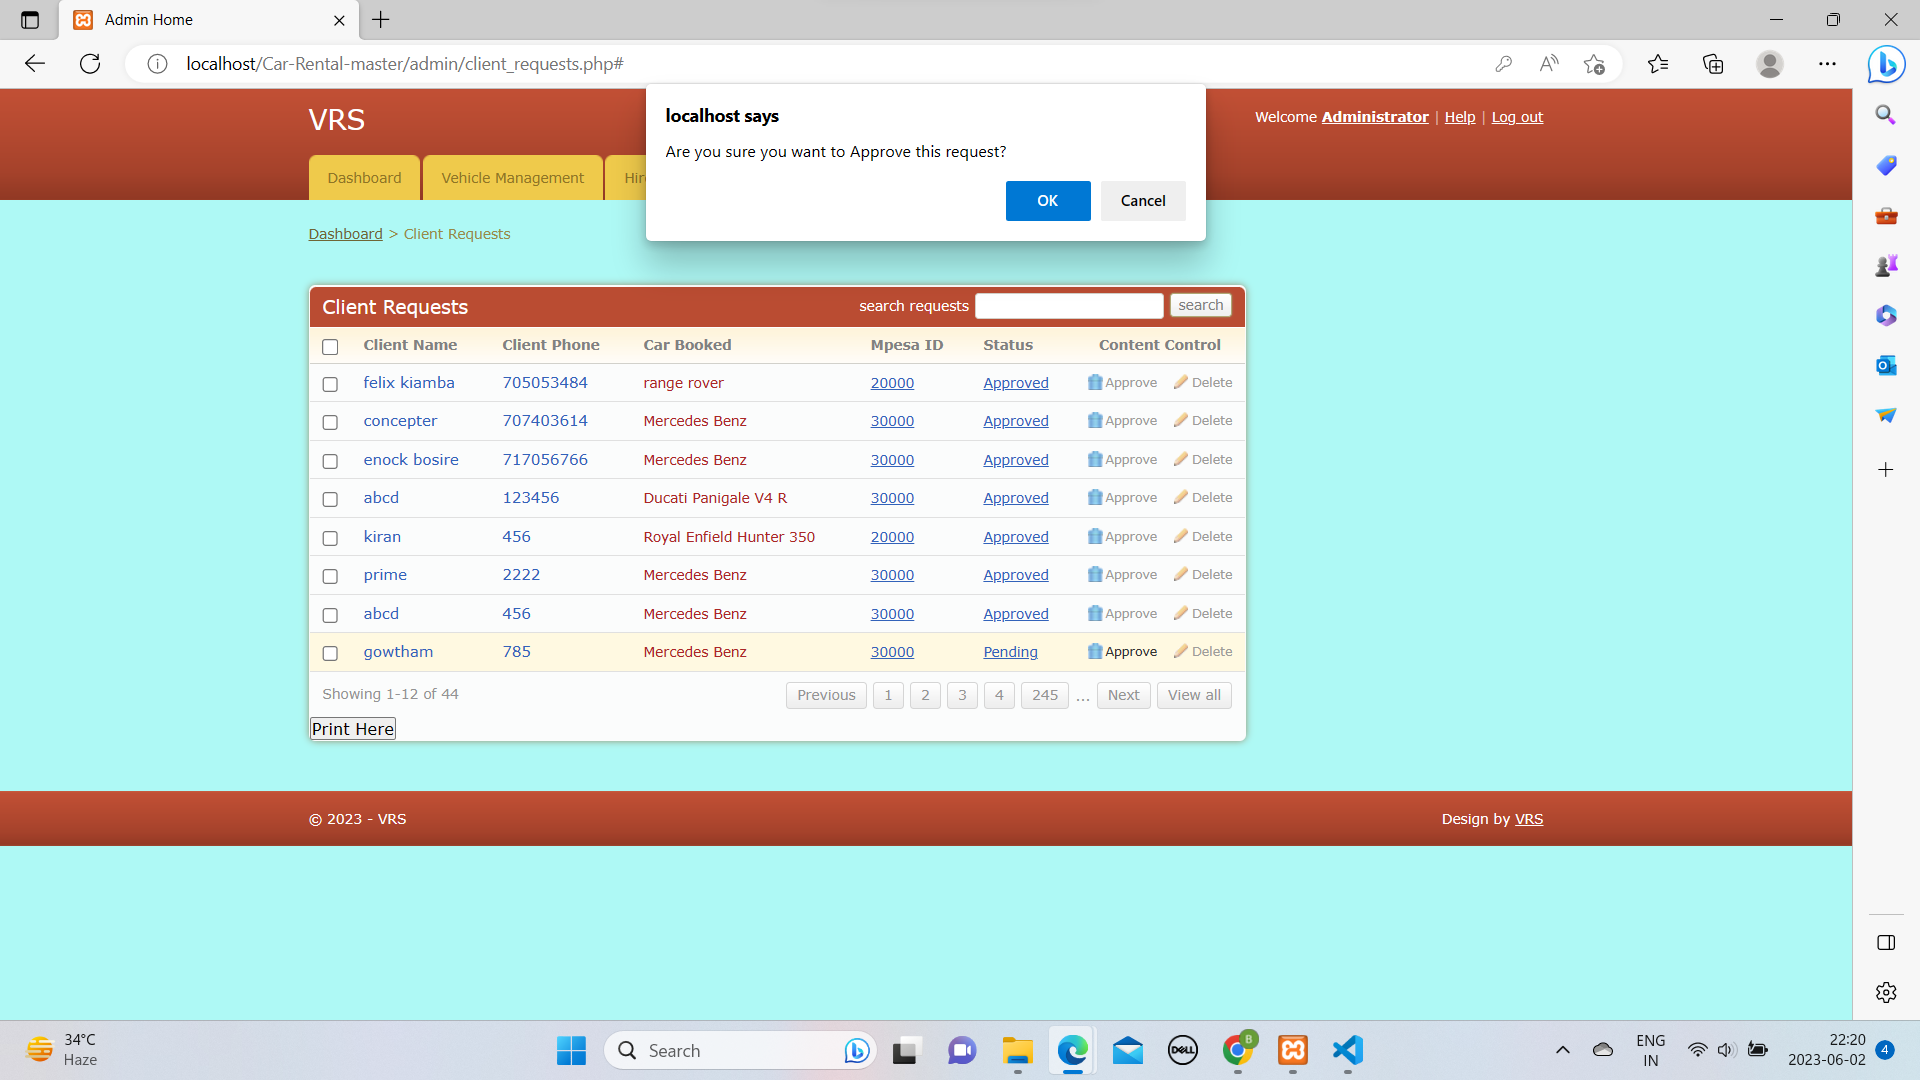 Admin Home
localhost/Car-Rental-master/admin/client_requests.php#
localhost says
Are you sure you want to Approve this request?
OK Cancel
VRS
Welcome Administrator | Help | Log out
Dashboard Vehicle Management
Dashboard > Client Requests
Client Requests search requests search
Client Name Client Phone Car Booked Mpesa ID Status Content Control
felix kiamba 705053484 range rover 20000 Approved Approve Delete
concepter 707403614 Mercedes Benz 30000 Approved Approve Delete
enock bosire 717056766 Mercedes Benz 30000 Approved Approve Delete
abcd 123456 Ducati Panigale V4 R 30000 Approved Approve Delete
kiran 456 Royal Enfield Hunter 350 20000 Approved Approve Delete
prime 2222 Mercedes Benz 30000 Approved Approve Delete
abcd 456 Mercedes Benz 30000 Approved Approve Delete
gowtham 785 Mercedes Benz 30000 Pending Approve Delete
Showing 1-12 of 44 Previous 1 2 3 4 245 ... Next View all
Print Here
© 2023 - VRS Design by VRS
34°C
Haze
Search
DELL
B
ENG
IN
22:20
2023-06-02
4